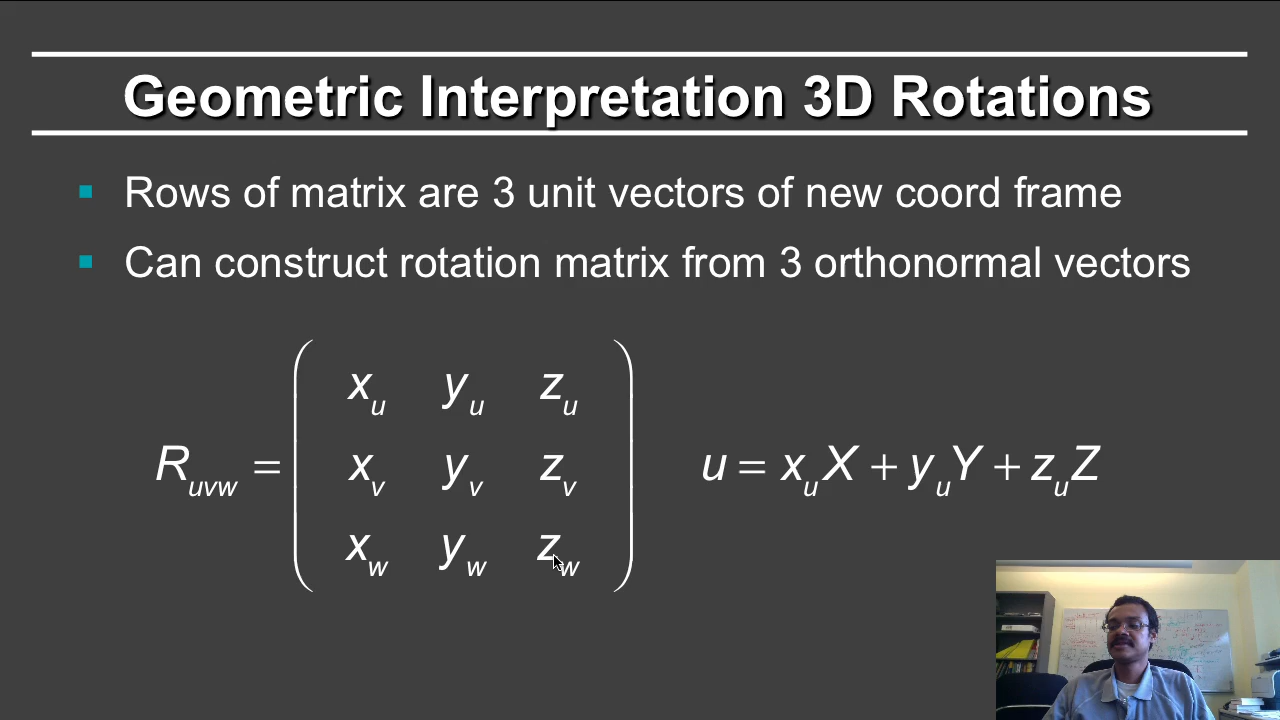 Geometric Interpretation 3D Rotations
▪ Rows of matrix are 3 unit vectors of new coord frame
▪ Can construct rotation matrix from 3 orthonormal vectors
x_u y_u z_u
R_uvw = ( x_v y_v z_v ) u = x_u X + y_u Y + z_u Z
x_w y_w z_w